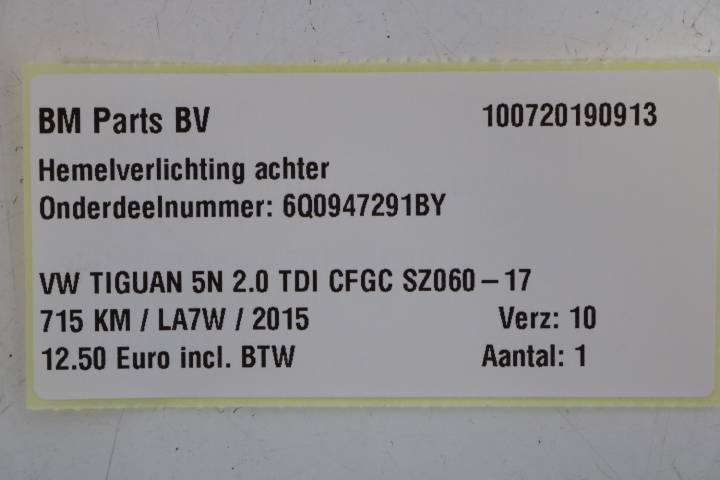 BM Parts BV 100720190913
Hemelverlichting achter
Onderdeelnummer: 6Q0947291BY
VW TIGUAN 5N 2.0 TDI CFGC SZ060-17
715 KM / LA7W / 2015 Verz: 10
12.50 Euro incl. BTW Aantal: 1